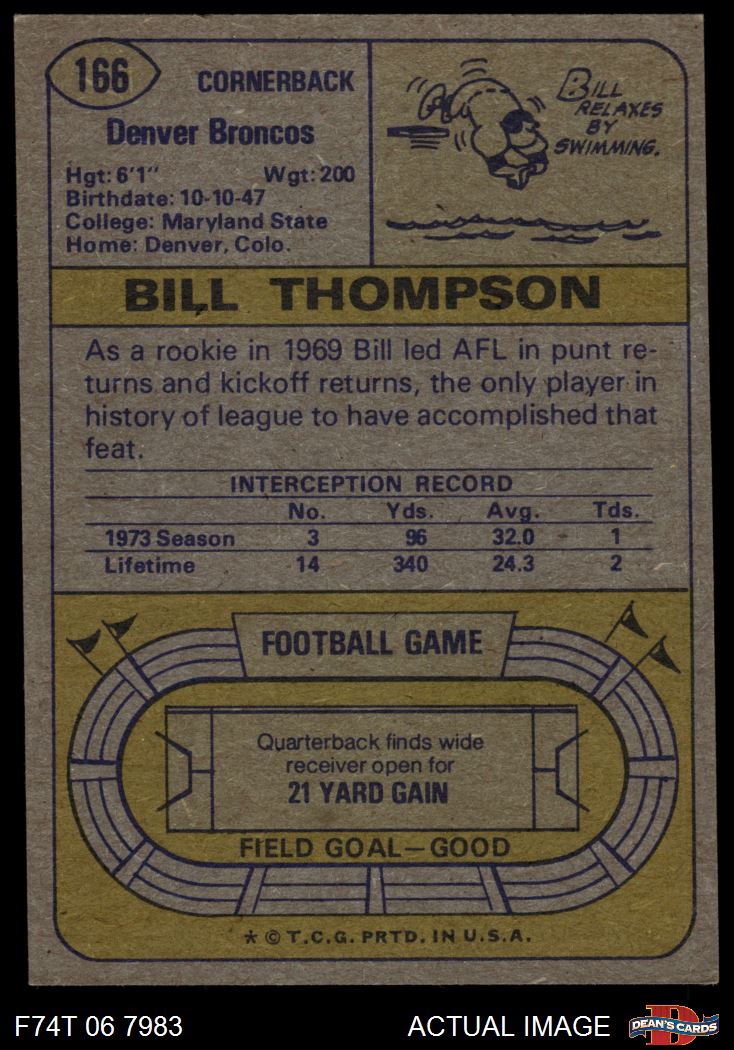 166
CORNERBACK
Denver Broncos
Hgt: 6'1" Wgt: 200
Birthdate: 10-10-47
College: Maryland State
Home: Denver, Colo.
BILL
RELAXES
BY
SWIMMING.
BILL THOMPSON
As a rookie in 1969 Bill led AFL in punt re-
turns and kickoff returns, the only player in
history of league to have accomplished that
feat.
INTERCEPTION RECORD
No. Yds. Avg. Tds.
1973 Season 3 96 32.0 1
Lifetime 14 340 24.3 2
FOOTBALL GAME
Quarterback finds wide
receiver open for
21 YARD GAIN
FIELD GOAL—GOOD
* © T.C.G. PRTD. IN U.S.A.
F74T 06 7983 ACTUAL IMAGE
D
DEAN'S CARDS